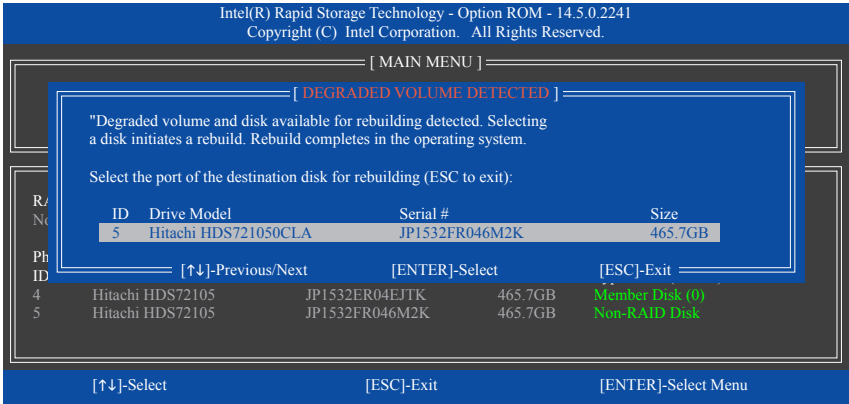 Intel(R) Rapid Storage Technology - Option ROM - 14.5.0.2241
Copyright (C) Intel Corporation. All Rights Reserved.
[ MAIN MENU ]
[ DEGRADED VOLUME DETECTED ]
"Degraded volume and disk available for rebuilding detected. Selecting
a disk initiates a rebuild. Rebuild completes in the operating system.
Select the port of the destination disk for rebuilding (ESC to exit):
ID Drive Model Serial # Size
5 Hitachi HDS721050CLA JP1532FR046M2K 465.7GB
[↑↓]-Previous/Next [ENTER]-Select [ESC]-Exit
ID
4 Hitachi HDS72105 JP1532ER04EJTK 465.7GB Member Disk (0)
5 Hitachi HDS72105 JP1532FR046M2K 465.7GB Non-RAID Disk
[↑↓]-Select [ESC]-Exit [ENTER]-Select Menu